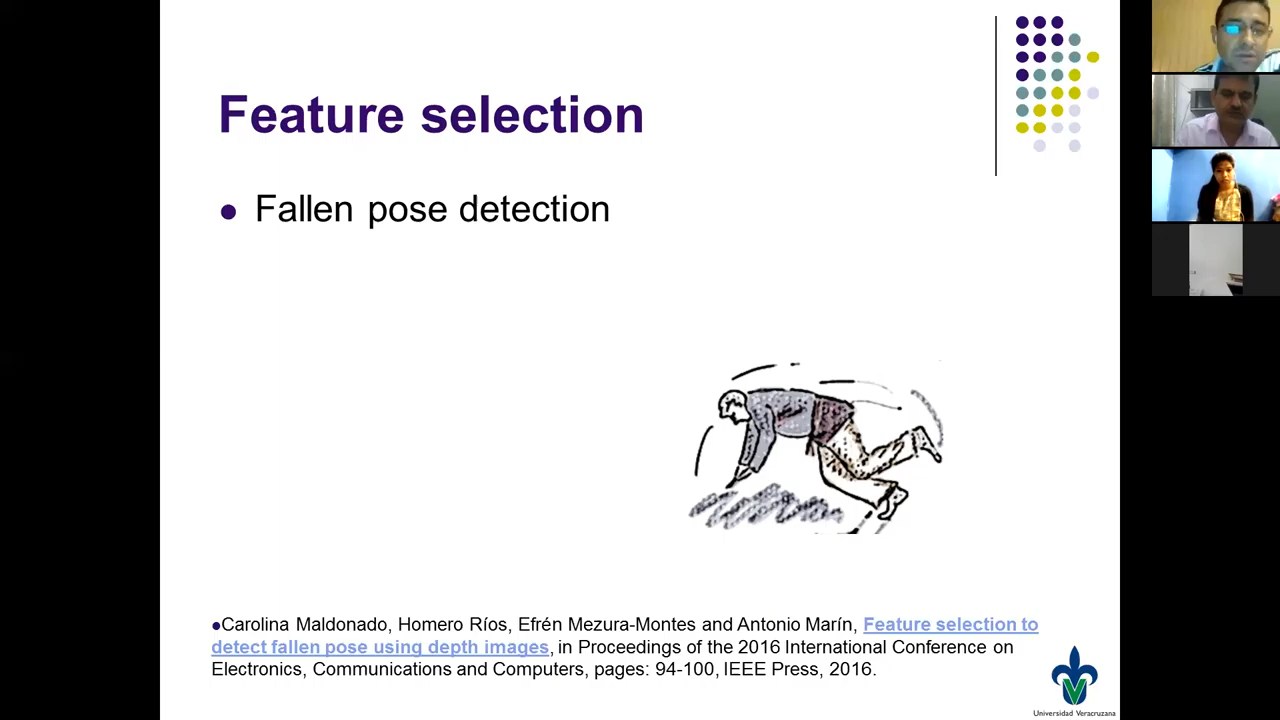 Feature selection
● Fallen pose detection
●Carolina Maldonado, Homero Ríos, Efrén Mezura-Montes and Antonio Marín, Feature selection to
detect fallen pose using depth images, in Proceedings of the 2016 International Conference on
Electronics, Communications and Computers, pages: 94-100, IEEE Press, 2016.
Universidad Veracruzana